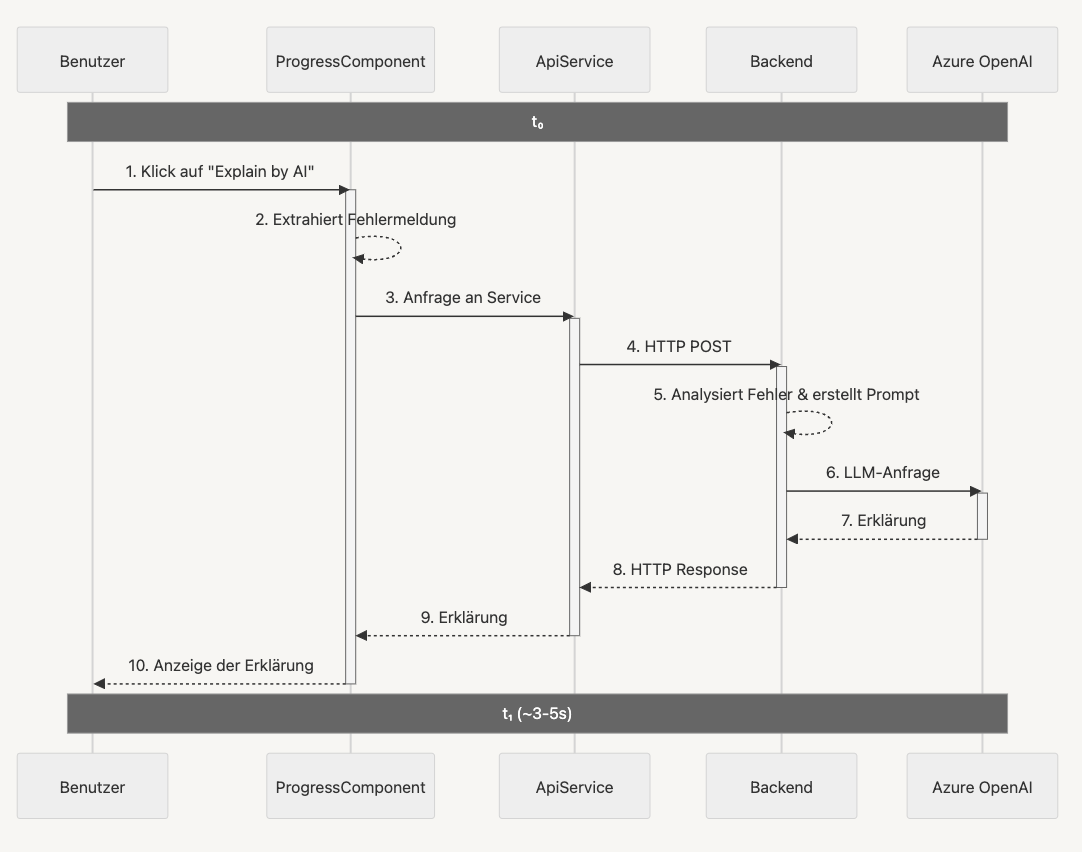 Benutzer
ProgressComponent
ApiService
Backend
Azure OpenAI
t₀
1. Klick auf "Explain by AI"
2. Extrahiert Fehlermeldung
3. Anfrage an Service
4. HTTP POST
5. Analysiert Fehler & erstellt Prompt
6. LLM-Anfrage
7. Erklärung
8. HTTP Response
9. Erklärung
10. Anzeige der Erklärung
t₁ (~3-5s)
Benutzer
ProgressComponent
ApiService
Backend
Azure OpenAI